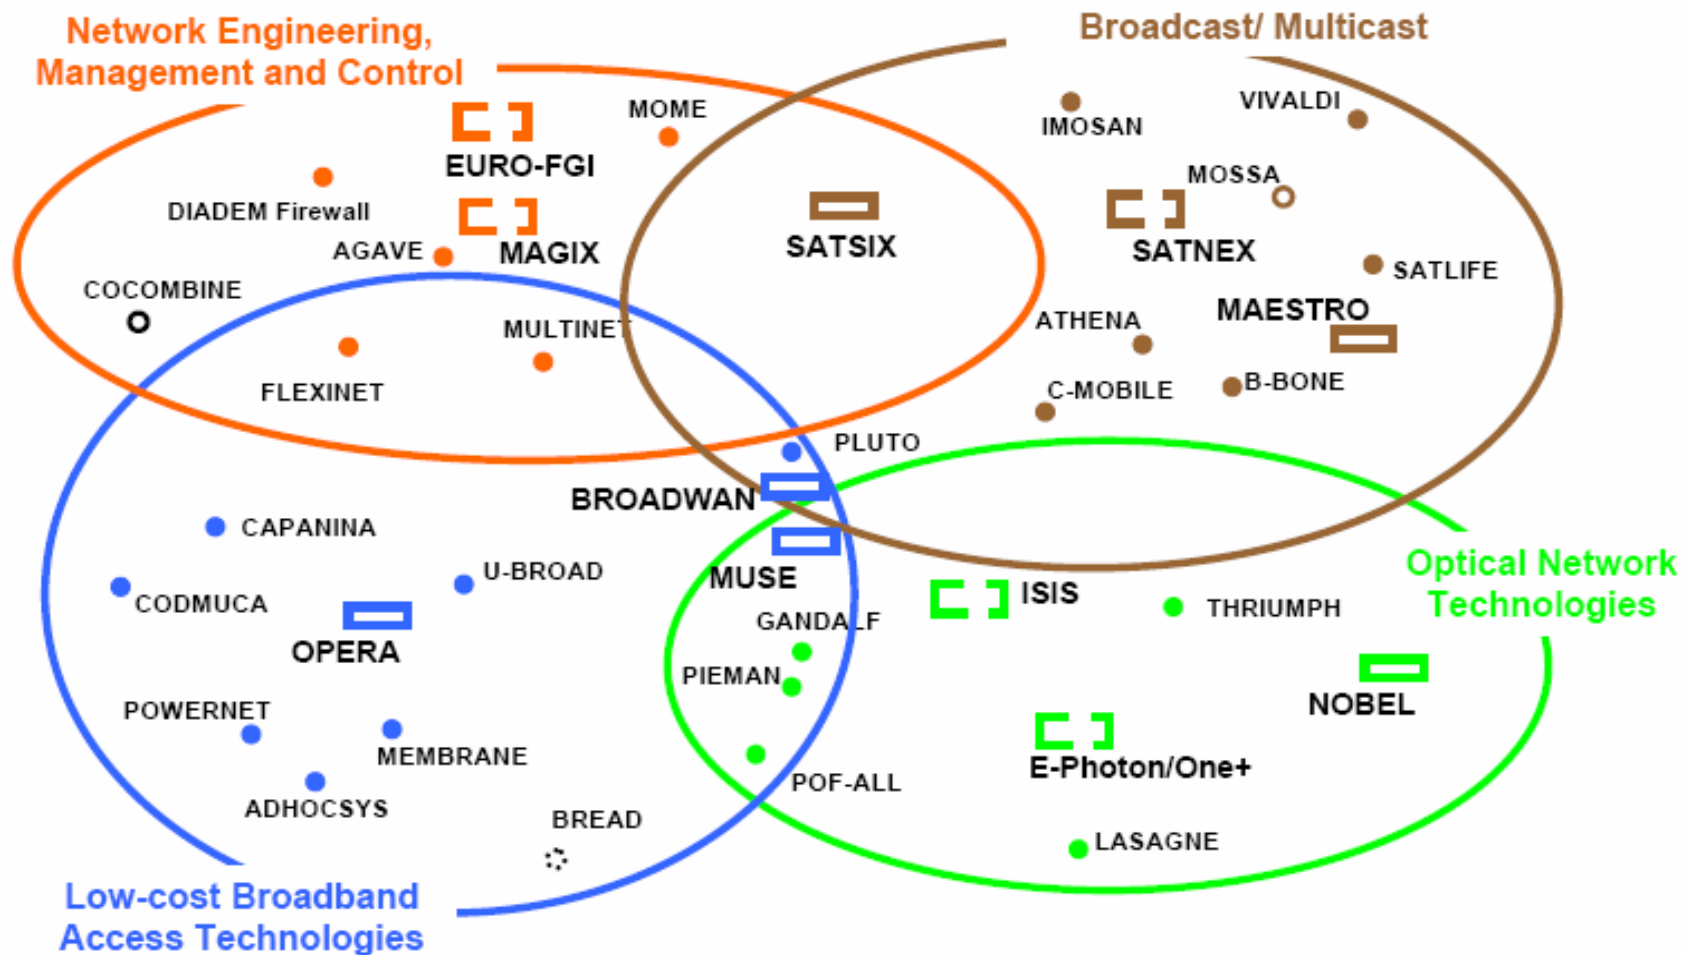 Network Engineering,
Management and Control
Broadcast/ Multicast
MOME
EURO-FGI
DIADEM Firewall
AGAVE
MAGIX
COCOMBINE
MULTINET
FLEXINET
SATSIX
IMOSAN
VIVALDI
MOSSA
SATNEX
SATLIFE
MAESTRO
ATHENA
C-MOBILE
B-BONE
PLUTO
BROADWAN
MUSE
CAPANINA
CODMUCA
U-BROAD
OPERA
GANDALF
PIEMAN
POWERNET
MEMBRANE
ADHOCSYS
POF-ALL
BREAD
ISIS
THRIUMPH
Optical Network
Technologies
NOBEL
E-Photon/One+
LASAGNE
Low-cost Broadband
Access Technologies